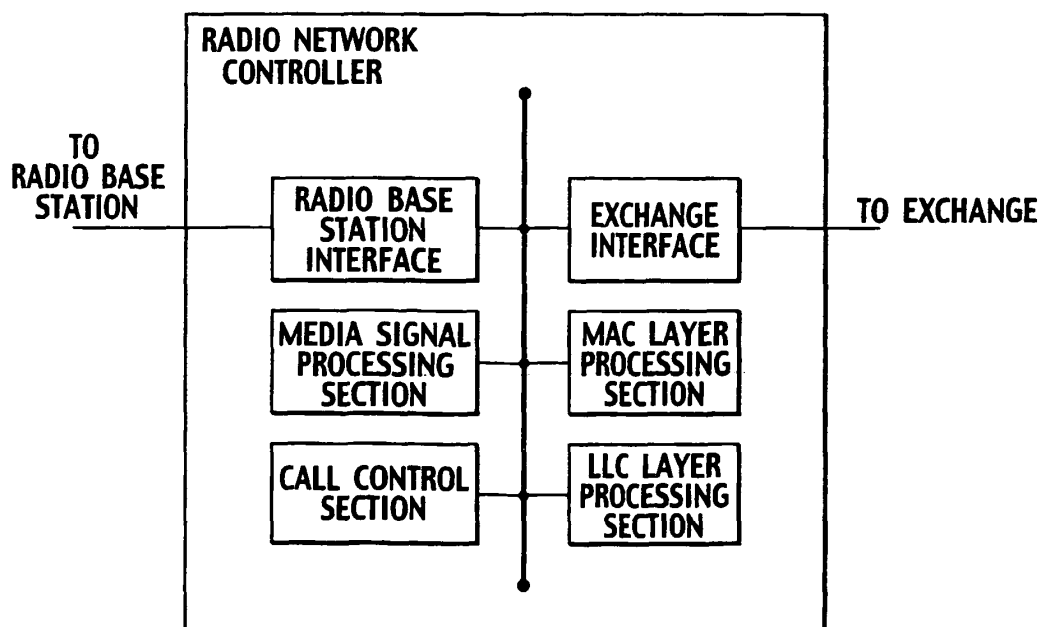 RADIO NETWORK
CONTROLLER
TO
RADIO BASE
STATION
RADIO BASE
STATION
INTERFACE
EXCHANGE
INTERFACE
TO EXCHANGE
MEDIA SIGNAL
PROCESSING
SECTION
MAC LAYER
PROCESSING
SECTION
CALL CONTROL
SECTION
LLC LAYER
PROCESSING
SECTION